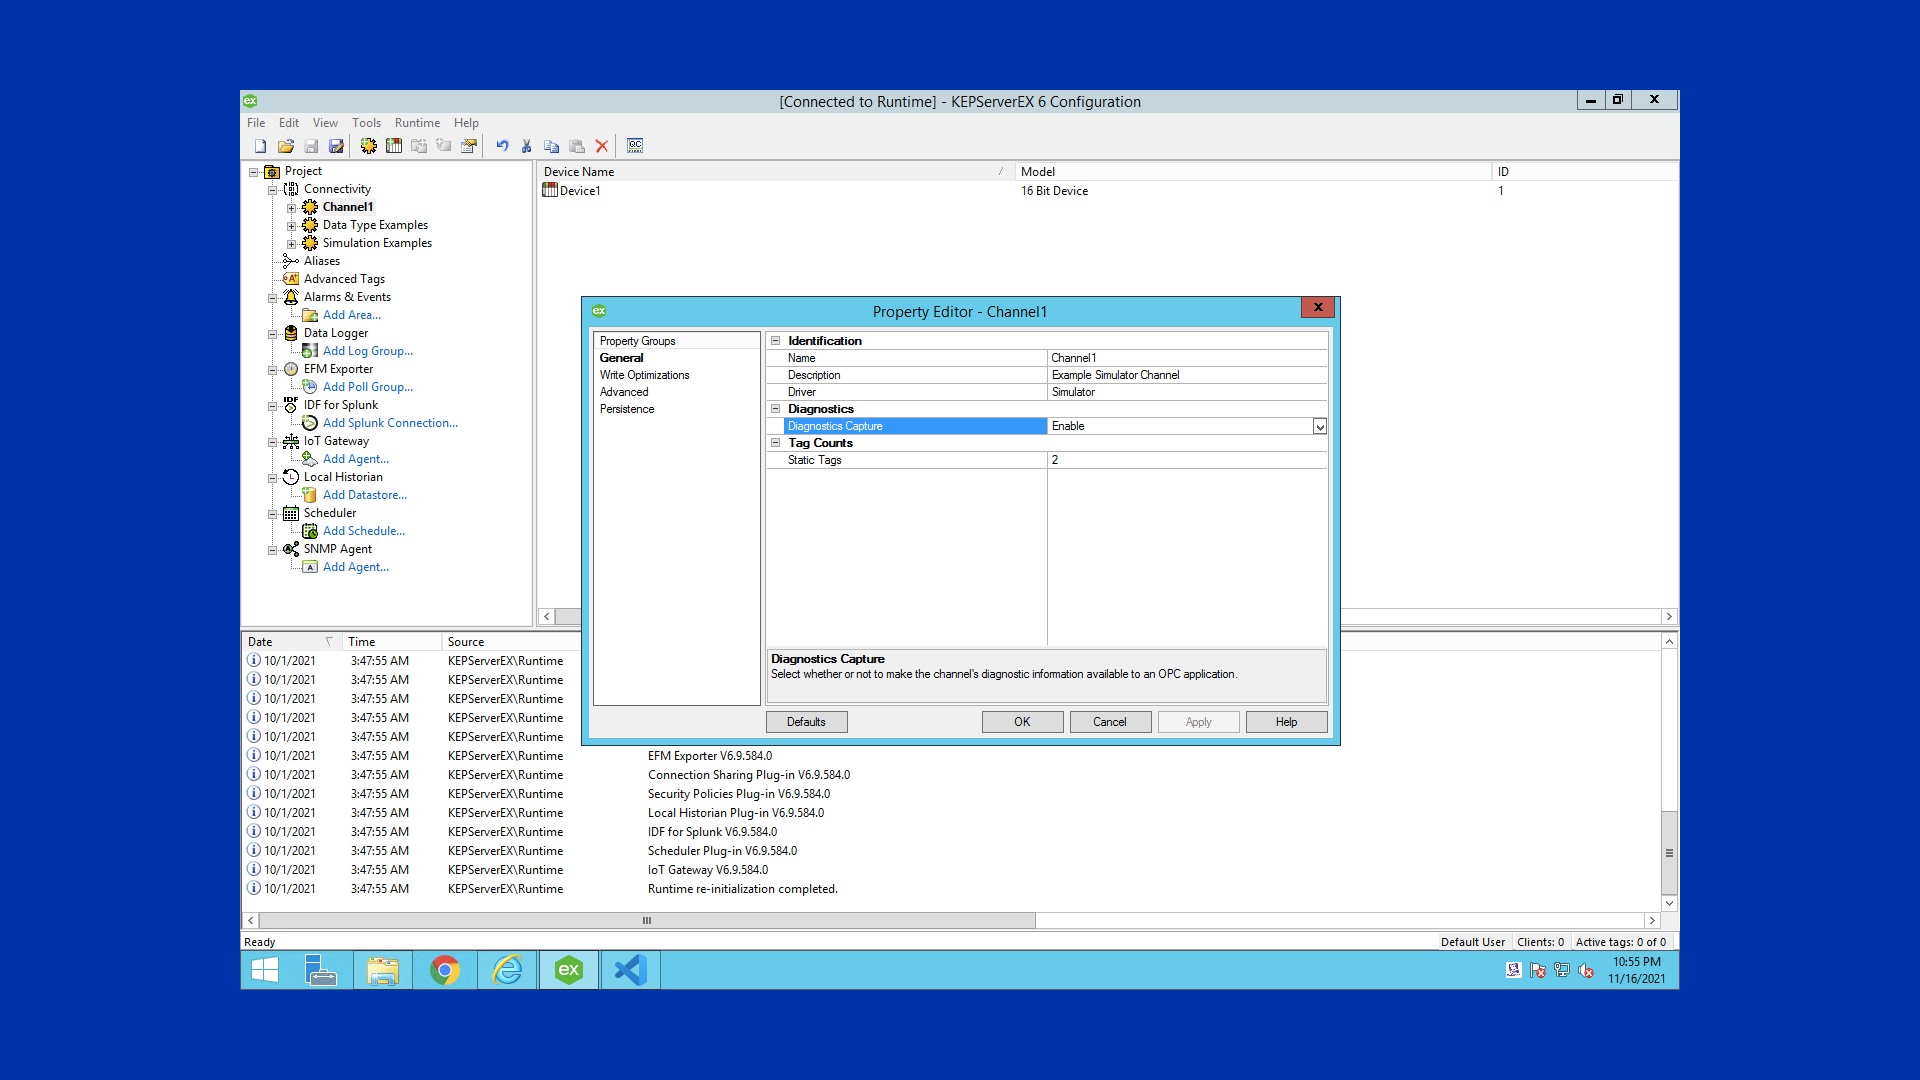 [Connected to Runtime] - KEPServerEX 6 Configuration
File Edit View Tools Runtime Help
Project
Connectivity
Channel1
Data Type Examples
Simulation Examples
Aliases
Advanced Tags
Alarms & Events
Add Area...
Data Logger
Add Log Group...
EFM Exporter
Add Poll Group...
IDF for Splunk
Add Splunk Connection...
IoT Gateway
Add Agent...
Local Historian
Add Datastore...
Scheduler
Add Schedule...
SNMP Agent
Add Agent...
Device Name Model ID
Device1 16 Bit Device 1
Property Editor - Channel1
Property Groups
General
Write Optimizations
Advanced
Persistence
Identification
Name Channel1
Description Example Simulator Channel
Driver Simulator
Diagnostics
Diagnostics Capture Enable
Tag Counts
Static Tags 2
Diagnostics Capture
Select whether or not to make the channel's diagnostic information available to an OPC application.
Defaults OK Cancel Apply Help
Date Time Source
10/1/2021 3:47:55 AM KEPServerEX\Runtime
10/1/2021 3:47:55 AM KEPServerEX\Runtime
10/1/2021 3:47:55 AM KEPServerEX\Runtime
10/1/2021 3:47:55 AM KEPServerEX\Runtime
10/1/2021 3:47:55 AM KEPServerEX\Runtime
10/1/2021 3:47:55 AM KEPServerEX\Runtime EFM Exporter V6.9.584.0
10/1/2021 3:47:55 AM KEPServerEX\Runtime Connection Sharing Plug-in V6.9.584.0
10/1/2021 3:47:55 AM KEPServerEX\Runtime Security Policies Plug-in V6.9.584.0
10/1/2021 3:47:55 AM KEPServerEX\Runtime Local Historian Plug-in V6.9.584.0
10/1/2021 3:47:55 AM KEPServerEX\Runtime IDF for Splunk V6.9.584.0
10/1/2021 3:47:55 AM KEPServerEX\Runtime Scheduler Plug-in V6.9.584.0
10/1/2021 3:47:55 AM KEPServerEX\Runtime IoT Gateway V6.9.584.0
10/1/2021 3:47:55 AM KEPServerEX\Runtime Runtime re-initialization completed.
Ready Default User Clients: 0 Active tags: 0 of 0
ex
10:55 PM
11/16/2021